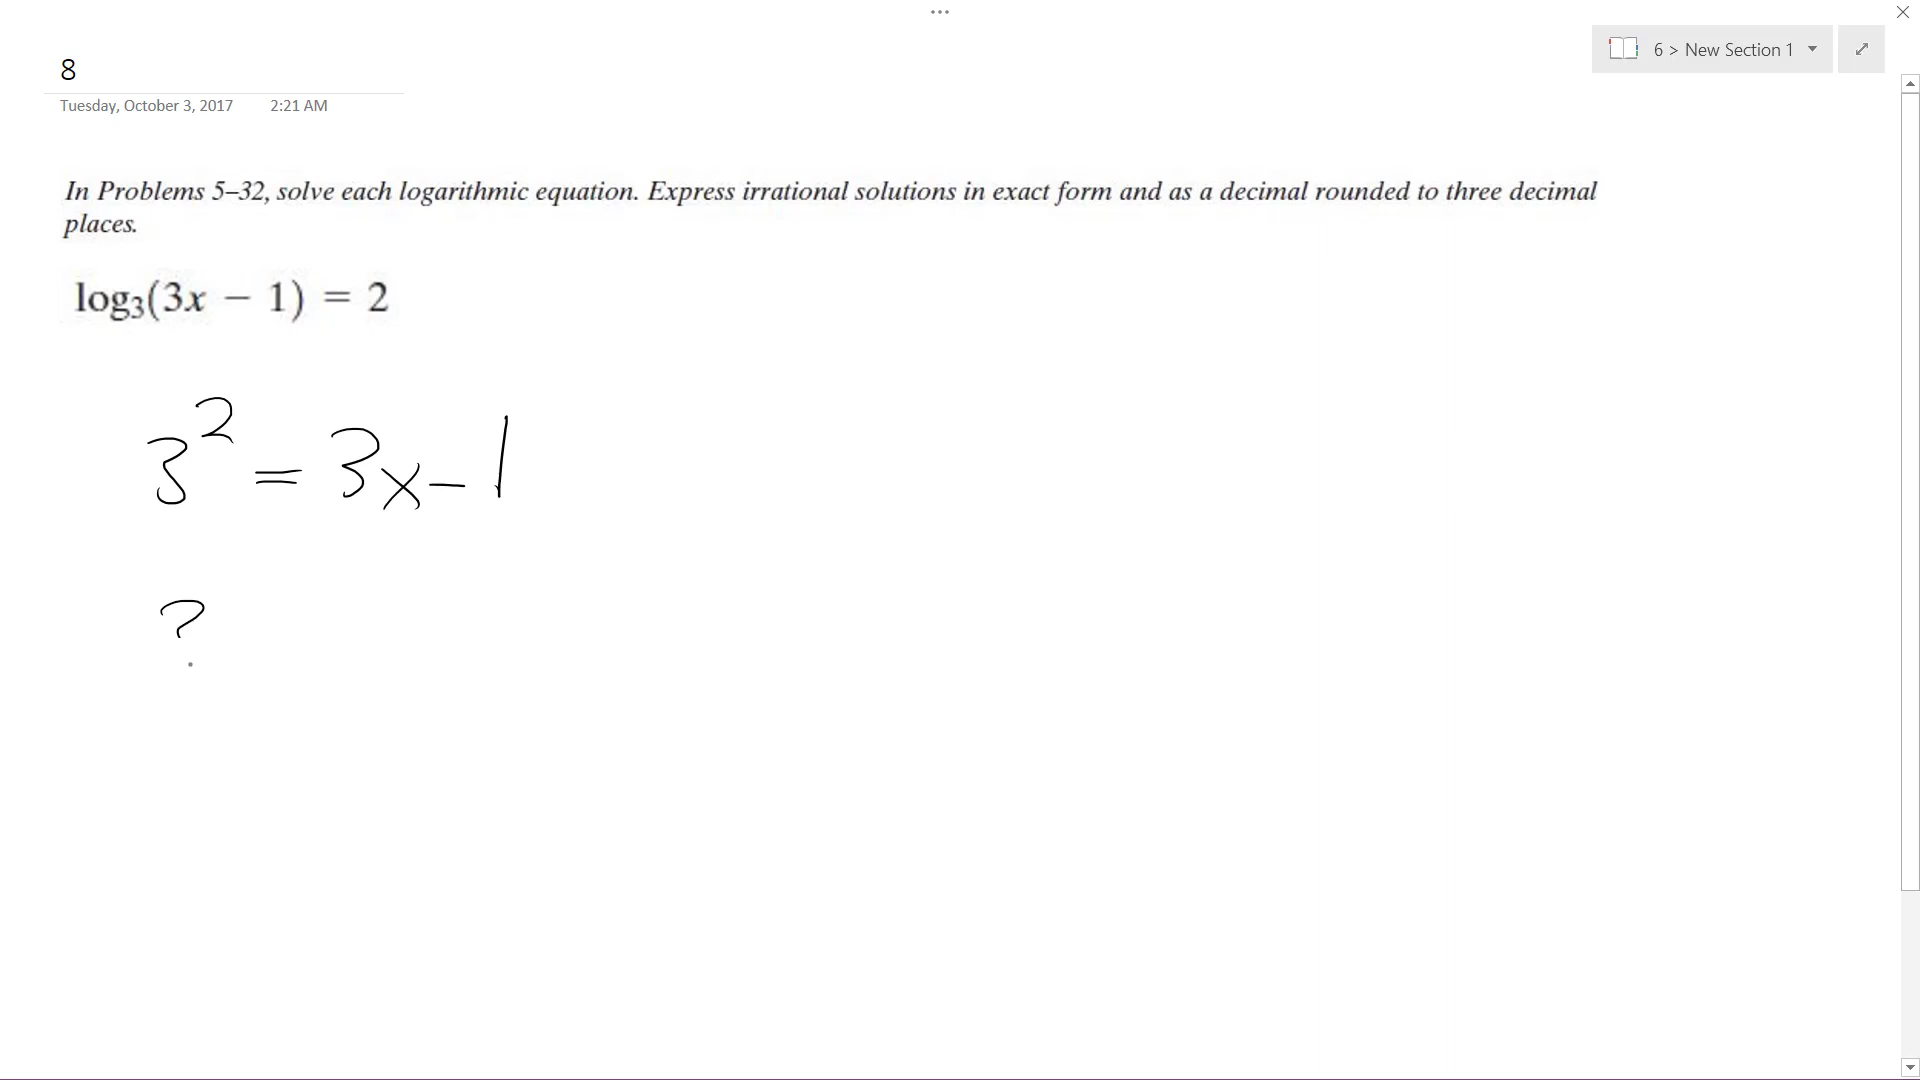 6 > New Section 1
8
Tuesday, October 3, 2017 2:21 AM
In Problems 5–32, solve each logarithmic equation. Express irrational solutions in exact form and as a decimal rounded to three decimal
places.
log₃(3x − 1) = 2
3² = 3x-1
?